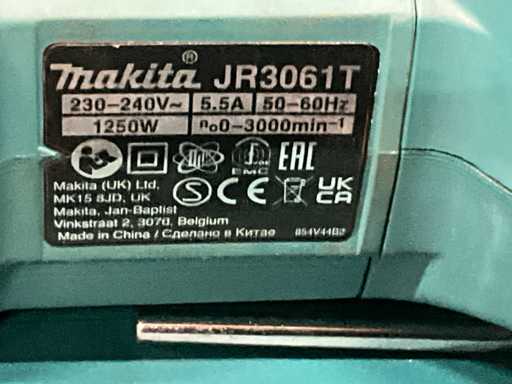 makita® JR3061T
230-240V~ 5.5A 50-60Hz
1250W n₀0-3000min⁻¹
EMC EAC
Makita (UK) Ltd.
MK15 8JD, UK
S CE UK CA
Makita, Jan-Baptist
Vinkstraat 2, 3070, Belgium
Made in China / Сделано в Китае 854V44B2